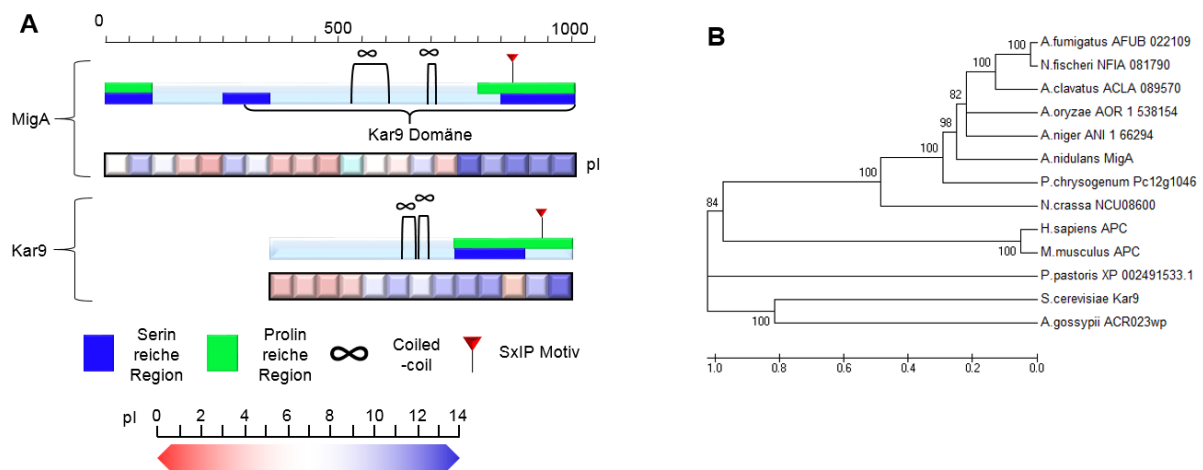 A
0
500
1000
MigA
Kar9 Domäne
pI
Kar9
Serin
reiche
Region
Prolin
reiche
Region
Coiled
-coil
SxIP Motiv
pI
0 2 4 6 8 10 12 14
B
100
A.fumigatus AFUB 022109
N.fischeri NFIA 081790
100
A.clavatus ACLA 089570
82
A.oryzae AOR 1 538154
98
A.niger ANI 1 66294
A.nidulans MigA
100
P.chrysogenum Pc12g1046
100
N.crassa NCU08600
84
H.sapiens APC
100
M.musculus APC
P.pastoris XP 002491533.1
S.cerevisiae Kar9
100
A.gossypii ACR023wp
1.0 0.8 0.6 0.4 0.2 0.0